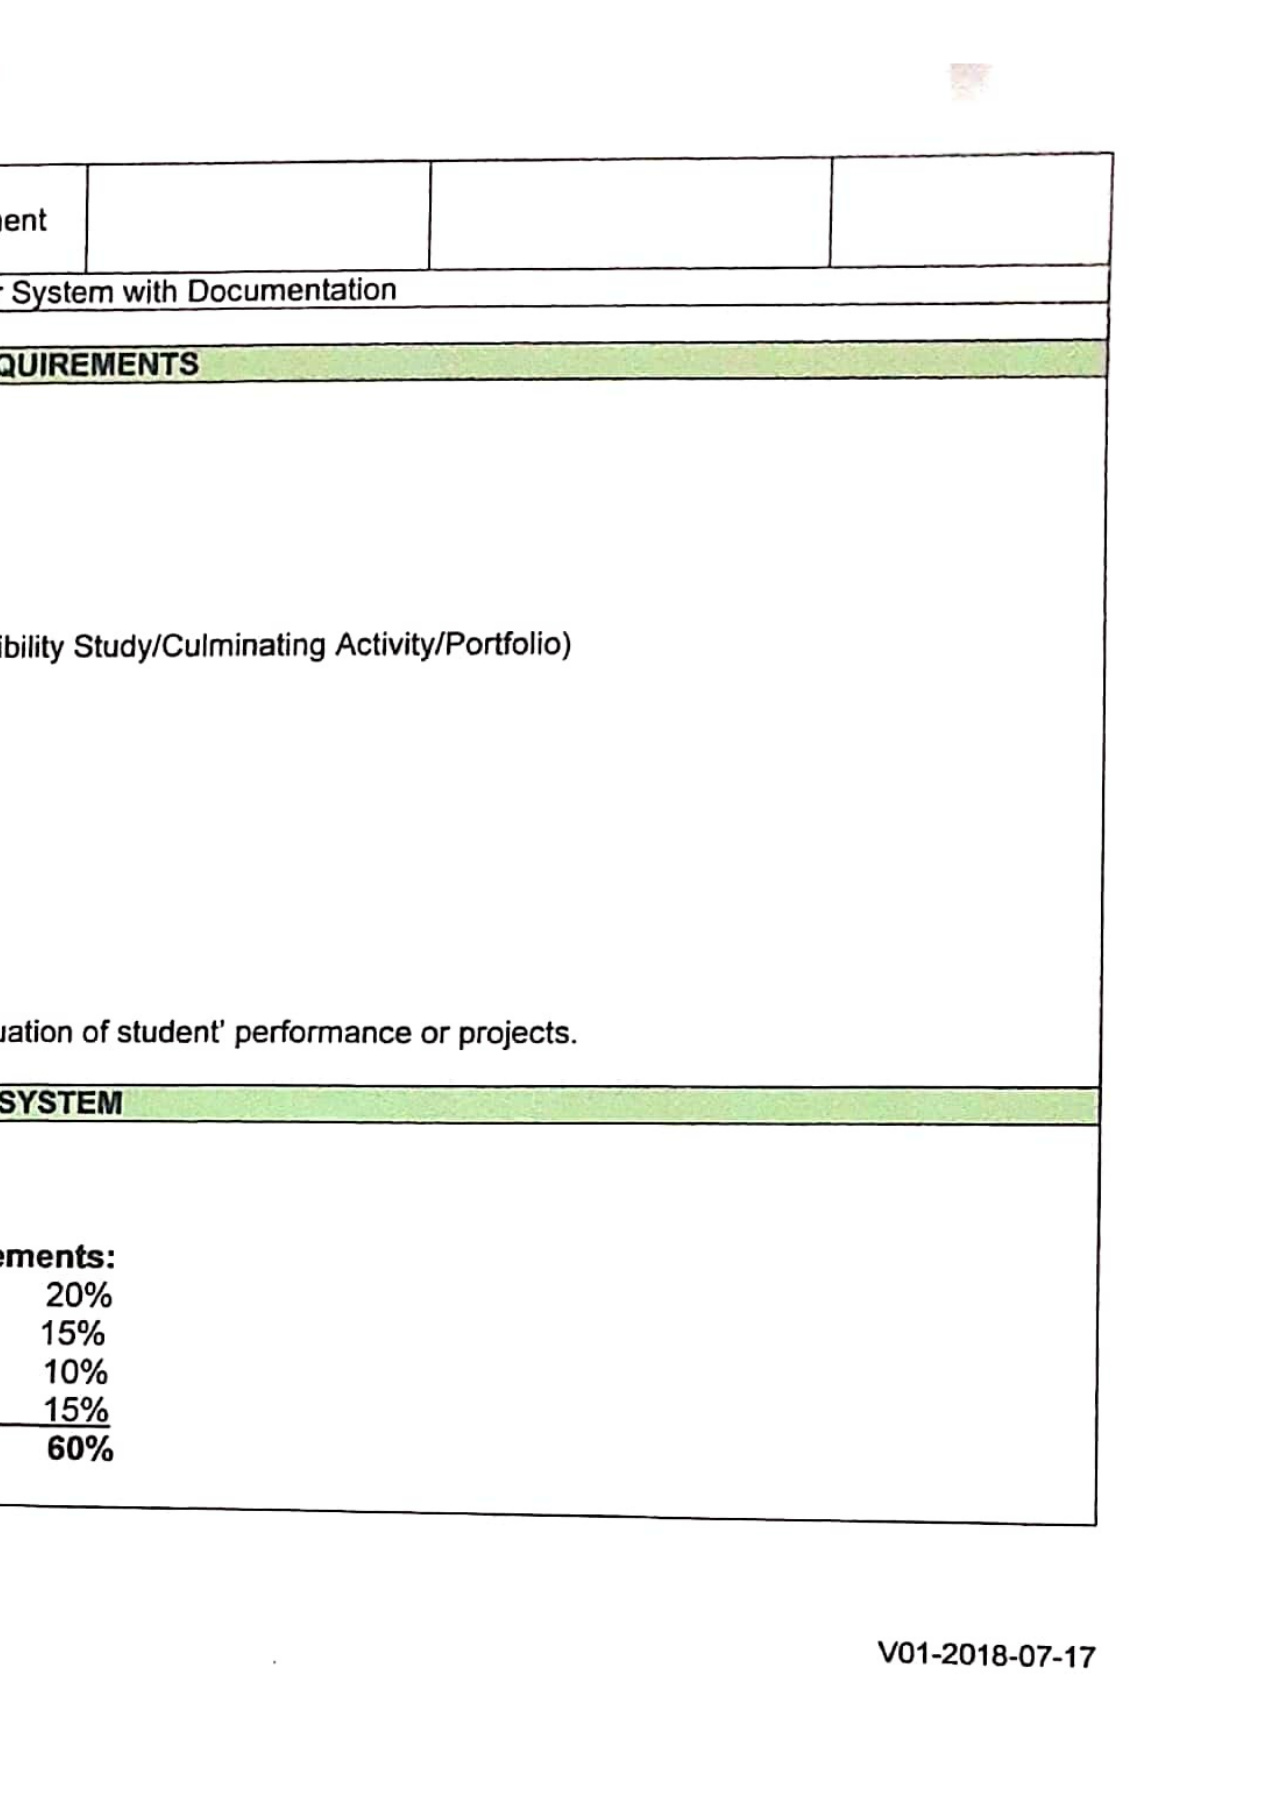 ent
System with Documentation
QUIREMENTS
ibility Study/Culminating Activity/Portfolio)
uation of student' performance or projects.
SYSTEM
ements:
20%
15%
10%
15%
60%
V01-2018-07-17